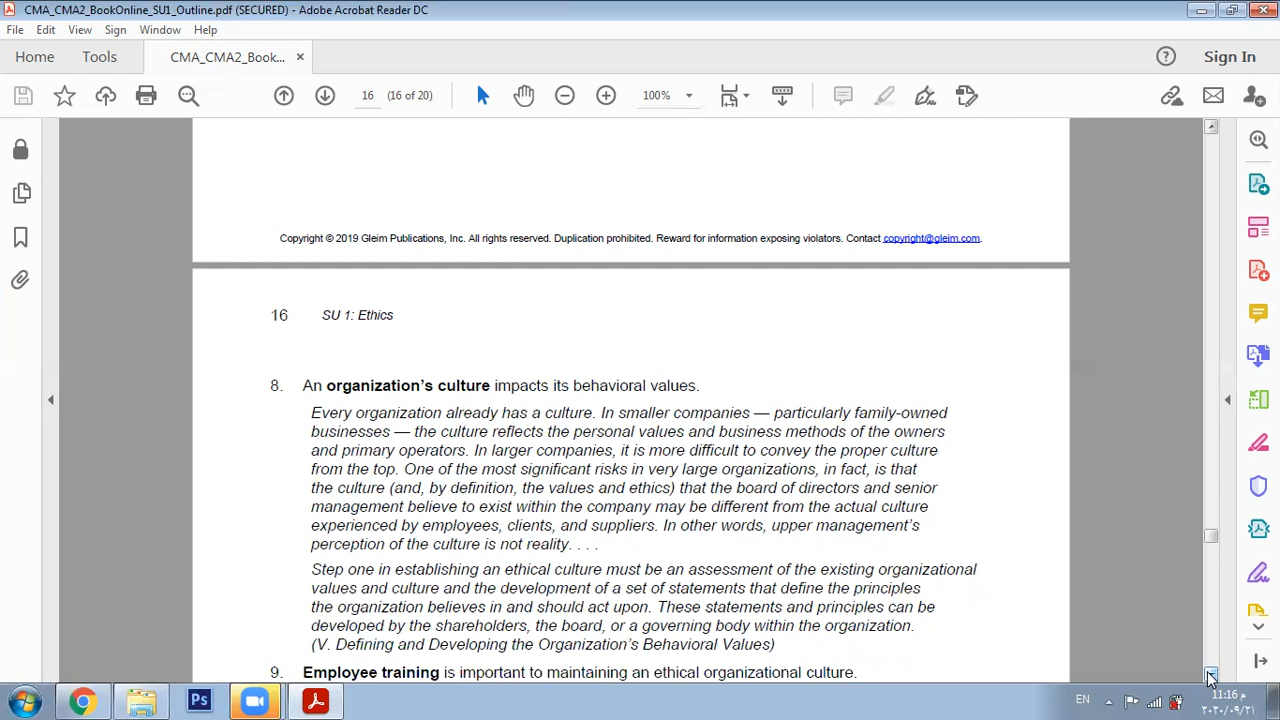 CMA_CMA2_BookOnline_SU1_Outline.pdf (SECURED) - Adobe Acrobat Reader DC
File Edit View Sign Window Help
Home Tools CMA_CMA2_Book... × Sign In
16 (16 of 20) 100%
Copyright © 2019 Gleim Publications, Inc. All rights reserved. Duplication prohibited. Reward for information exposing violators. Contact copyright@gleim.com.
16 SU 1: Ethics
8. An organization's culture impacts its behavioral values.
Every organization already has a culture. In smaller companies — particularly family-owned
businesses — the culture reflects the personal values and business methods of the owners
and primary operators. In larger companies, it is more difficult to convey the proper culture
from the top. One of the most significant risks in very large organizations, in fact, is that
the culture (and, by definition, the values and ethics) that the board of directors and senior
management believe to exist within the company may be different from the actual culture
experienced by employees, clients, and suppliers. In other words, upper management's
perception of the culture is not reality. . . .
Step one in establishing an ethical culture must be an assessment of the existing organizational
values and culture and the development of a set of statements that define the principles
the organization believes in and should act upon. These statements and principles can be
developed by the shareholders, the board, or a governing body within the organization.
(V. Defining and Developing the Organization's Behavioral Values)
9. Employee training is important to maintaining an ethical organizational culture.
Ps EN 11:16 م
٢٠٢٠/٠٩/٢١